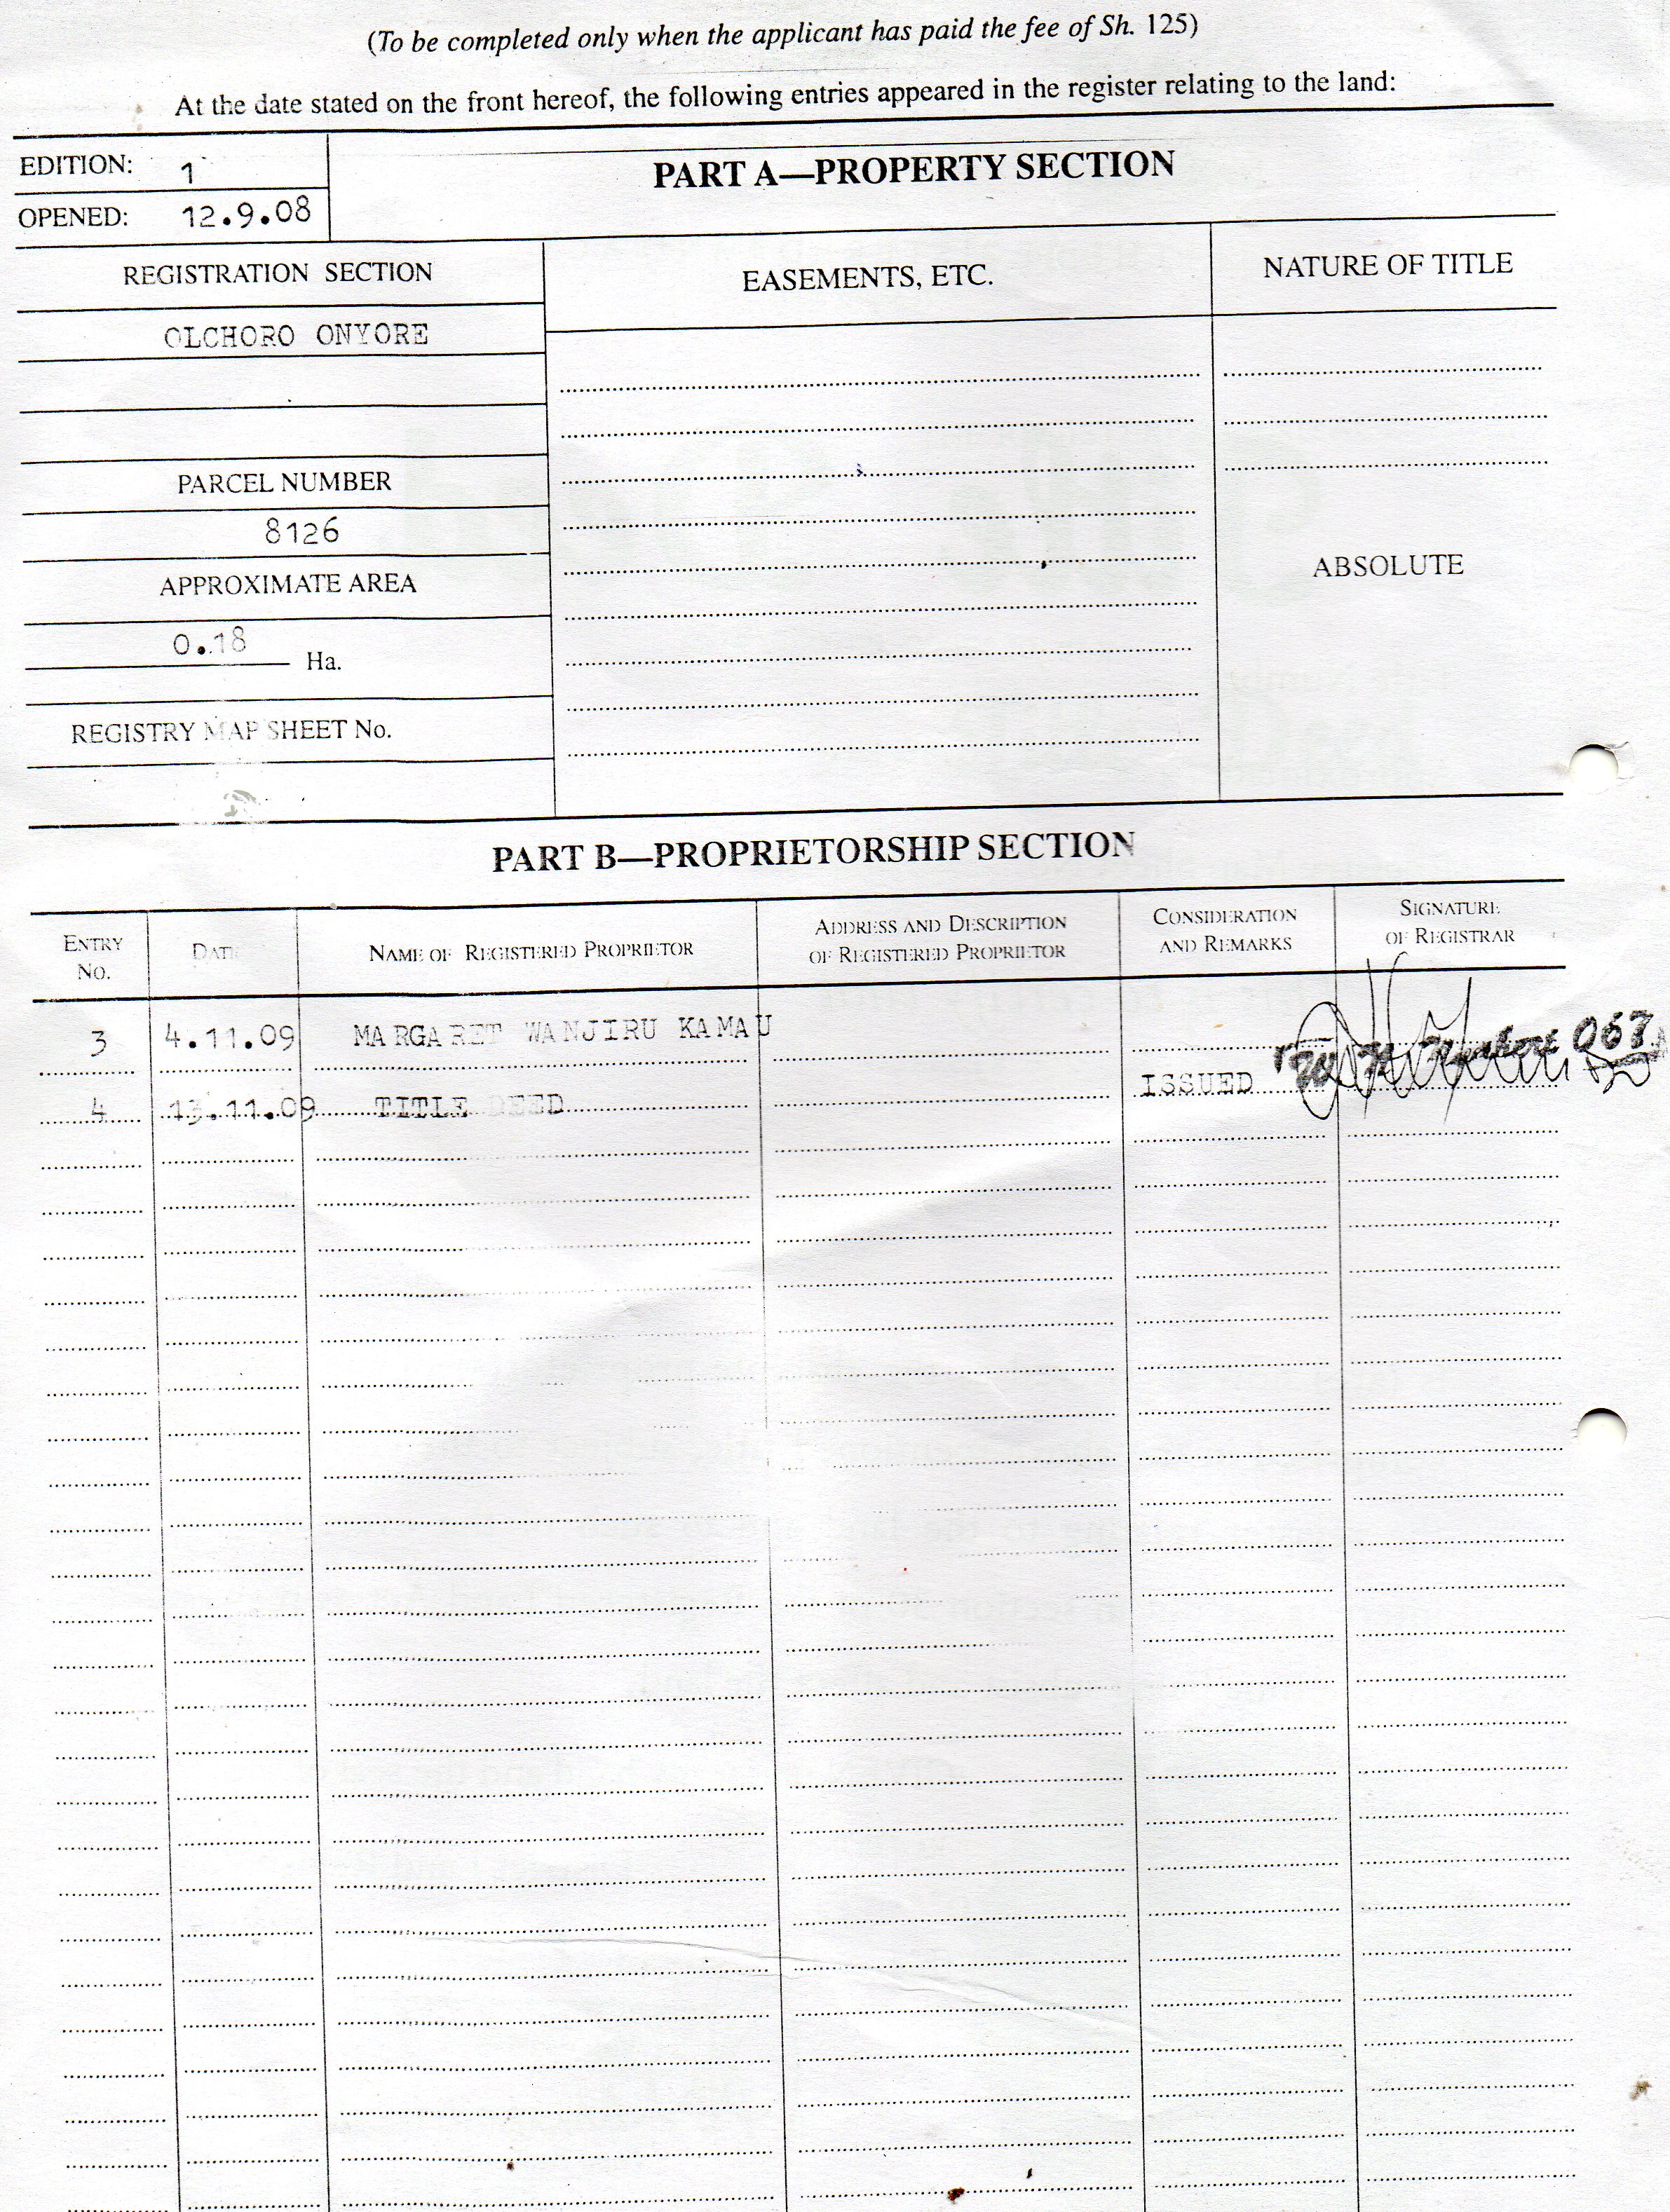 (To be completed only when the applicant has paid the fee of Sh. 125)
At the date stated on the front hereof, the following entries appeared in the register relating to the land:
EDITION: 1
OPENED: 12.9.08
PART A—PROPERTY SECTION
REGISTRATION SECTION
OLCHORO ONYORE
PARCEL NUMBER
8126
APPROXIMATE AREA
0.18 Ha.
REGISTRY MAP SHEET No.
EASEMENTS, ETC.
NATURE OF TITLE
ABSOLUTE
PART B—PROPRIETORSHIP SECTION
ENTRY No.
DATE
NAME OF REGISTERED PROPRIETOR
ADDRESS AND DESCRIPTION
OF REGISTERED PROPRIETOR
CONSIDERATION
AND REMARKS
SIGNATURE
OF REGISTRAR
3 4.11.09 MARGARET WANJIRU KAMAU
067
4 13.11.09 TITLE DEED ISSUED